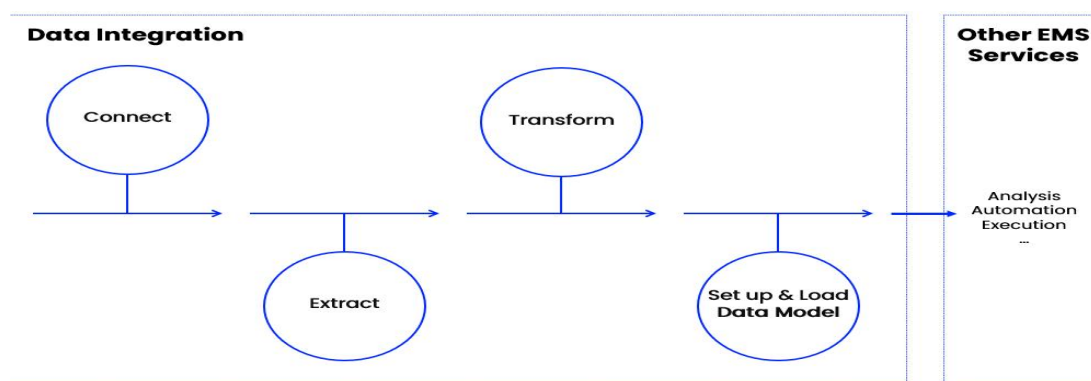 Data Integration
Other EMS
Services
Connect
Transform
Analysis
Automation
Execution
...
Extract
Set up & Load
Data Model